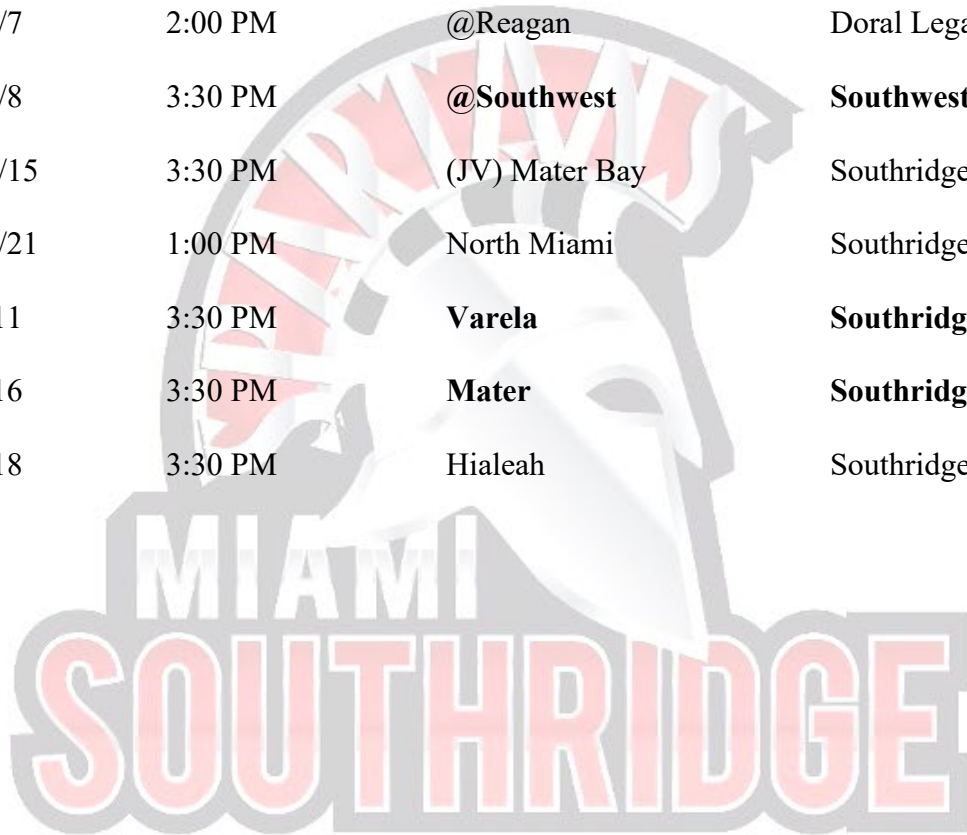 /7 2:00 PM @Reagan Doral Lega
/8 3:30 PM @Southwest Southwest
/15 3:30 PM (JV) Mater Bay Southridge
/21 1:00 PM North Miami Southridge
11 3:30 PM Varela Southridg
16 3:30 PM Mater Southridg
18 3:30 PM Hialeah Southridge
SPARTANS
MIAMI
SOUTHRIDGE